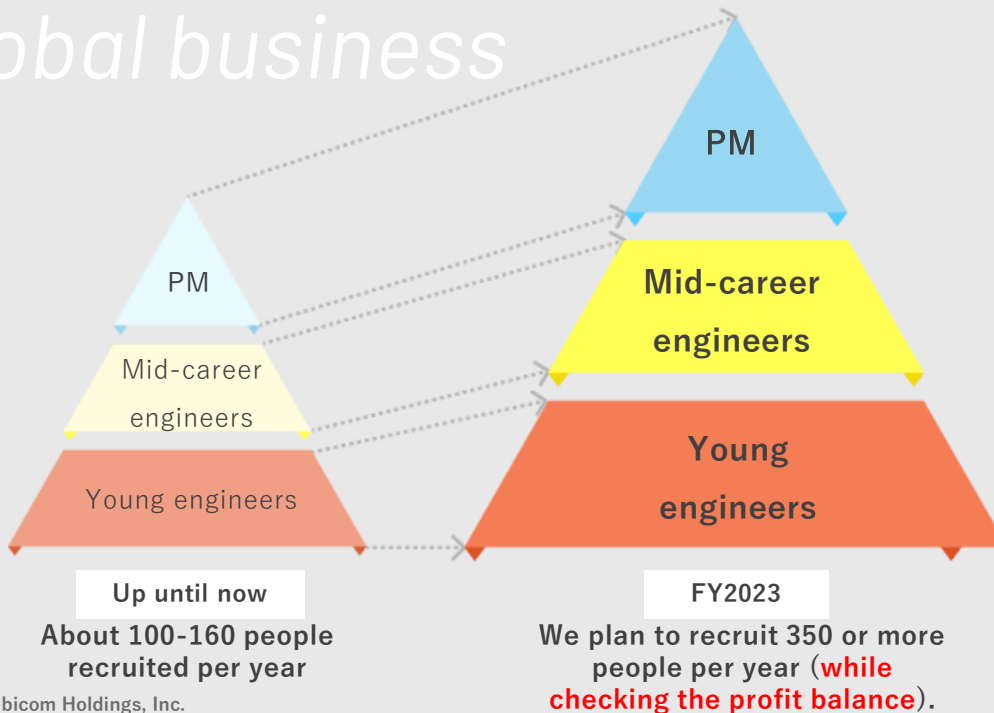 obal business
PM
Mid-career
engineers
Young
engineers
PM
Mid-career
engineers
Young engineers
Up until now
About 100-160 people
recruited per year
FY2023
We plan to recruit 350 or more
people per year (while
checking the profit balance).
bicom Holdings, Inc.